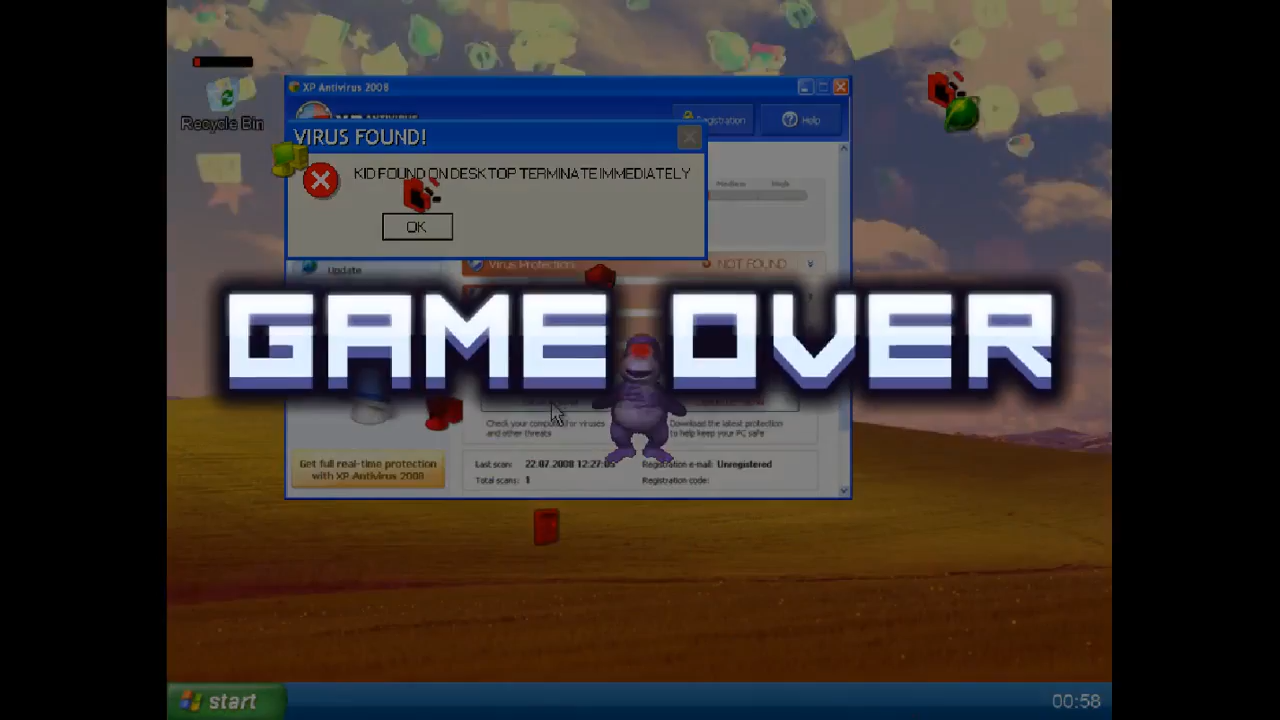 XP Antivirus 2008
Registration
Help
VIRUS FOUND!
KID FOUND ON DESKTOP TERMINATE IMMEDIATELY
OK
Recycle Bin
Medium High
Update
Virus Protection NOT FOUND
GAME OVER
Check your computer for viruses
and other threats
Download the latest protection
to help keep your PC safe
Get full real-time protection
with XP Antivirus 2008
Last scan: 22.07.2008 12:27:05
Registration e-mail: Unregistered
Total scans: 1
Registration code:
start
00:58